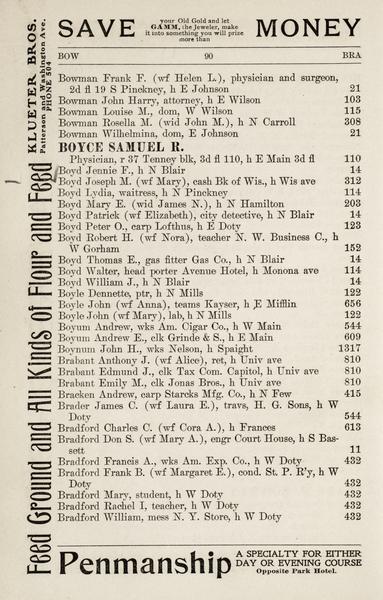 SAVE
your Old Gold and let
GAMM, the Jeweler, make
it into something you will prize
more than
MONEY
KLUETER BROS.
Patterson and Washington Ave.
PHONE 504
Feed Ground and All Kinds of Flour and Feed
BOW 90 BRA
Bowman Frank F. (wf Helen L.), physician and surgeon,
2d fl 19 S Pinckney, h E Johnson 21
Bowman John Harry, attorney, h E Wilson 103
Bowman Louise M., dom, W Wilson 115
Bowman Rosella M. (wid John M.), h N Carroll 308
Bowman Wilhelmina, dom, E Johnson 21
BOYCE SAMUEL R.
Physician, r 37 Tenney blk, 3d fl 110, h E Main 3d fl 110
Boyd Jennie F., h N Blair 14
Boyd Joseph M. (wf Mary), cash Bk of Wis., h Wis ave 312
Boyd Lydia, waitress, h N Pinckney 114
Boyd Mary E. (wid James N.), h N Hamilton 203
Boyd Patrick (wf Elizabeth), city detective, h N Blair 14
Boyd Peter O., carp Lofthus, h E Doty 123
Boyd Robert H. (wf Nora), teacher N. W. Business C., h
W Gorham 152
Boyd Thomas E., gas fitter Gas Co., h N Blair 14
Boyd Walter, head porter Avenue Hotel, h Monona ave 114
Boyd William J., h N Blair 14
Boyle Dennette, ptr, h N Mills 122
Boyle John (wf Anna), teams Kayser, h E Mifflin 656
Boyle John (wf Mary), lab, h N Mills 122
Boyum Andrew, wks Am. Cigar Co., h W Main 544
Boyum Andrew E., clk Grinde & S., h E Main 609
Boynum John H., wks Nelson, h Spaight 1317
Brabant Anthony J. (wf Alice), ret, h Univ ave 810
Brabant Edmund J., clk Tax Com. Capitol, h Univ ave 810
Brabant Emily M., clk Jonas Bros., h Univ ave 810
Bracken Andrew, carp Starcks Mfg. Co., h N Few 415
Brader James C. (wf Laura E.), travs, H. G. Sons, h W
Doty 544
Bradford Charles C. (wf Cora A.), h Frances 613
Bradford Don S. (wf Mary A.), engr Court House, h S Bas-
sett 11
Bradford Francis A., wks Am. Exp. Co., h W Doty 432
Bradford Frank B. (wf Margaret E.), cond. St. P. R'y, h W
Doty 432
Bradford Mary, student, h W Doty 432
Bradford Rachel I, teacher, h W Doty 432
Bradford William, mess N. Y. Store, h W Doty 432
Penmanship
A SPECIALTY FOR EITHER
DAY OR EVENING COURSE
Opposite Park Hotel.